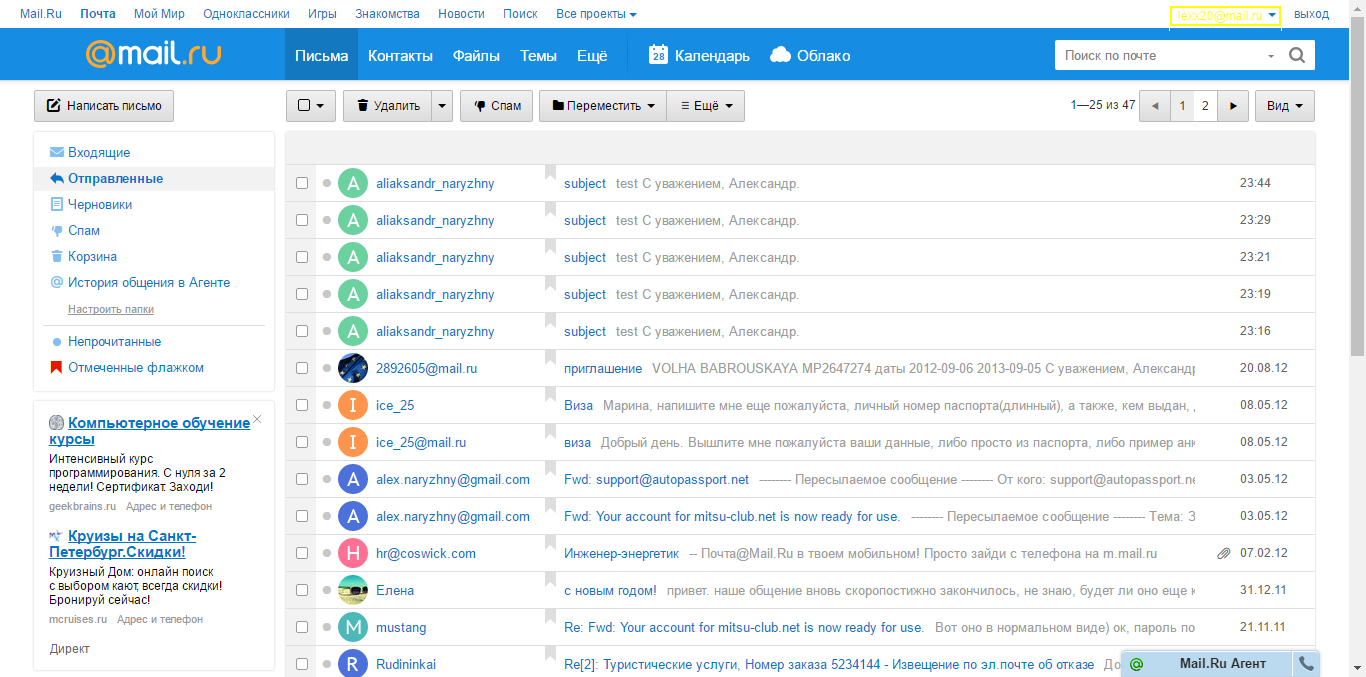 Mail.Ru Почта Мой Мир Одноклассники Игры Знакомства Новости Поиск Все проекты
lexx28@mail.ru выход
@mail.ru Письма Контакты Файлы Темы Ещё 28 Календарь Облако Поиск по почте
Написать письмо Удалить Спам Переместить Ещё 1—25 из 47 1 2 Вид
Входящие
Отправленные
Черновики
Спам
Корзина
История общения в Агенте
Настроить папки
Непрочитанные
Отмеченные флажком
Компьютерное обучение
курсы
Интенсивный курс
программирования. С нуля за 2
недели! Сертификат. Заходи!
geekbrains.ru Адрес и телефон
Круизы на Санкт-
Петербург.Скидки!
Круизный Дом: онлайн поиск
с выбором кают, всегда скидки!
Бронируй сейчас!
mcruises.ru Адрес и телефон
Директ
A aliaksandr_naryzhny subject test С уважением, Александр. 23:44
A aliaksandr_naryzhny subject test С уважением, Александр. 23:29
A aliaksandr_naryzhny subject test С уважением, Александр. 23:21
A aliaksandr_naryzhny subject test С уважением, Александр. 23:19
A aliaksandr_naryzhny subject test С уважением, Александр. 23:16
2892605@mail.ru приглашение VOLHA BABROUSKAYA MP2647274 даты 2012-09-06 2013-09-05 С уважением, Александр 20.08.12
I ice_25 Виза Марина, напишите мне еще пожалуйста, личный номер паспорта(длинный), а также, кем выдан, 08.05.12
I ice_25@mail.ru виза Добрый день. Вышлите мне пожалуйста ваши данные, либо просто из паспорта, либо пример анк 08.05.12
A alex.naryzhny@gmail.com Fwd: support@autopassport.net -------- Пересылаемое сообщение -------- От кого: support@autopassport.ne 03.05.12
A alex.naryzhny@gmail.com Fwd: Your account for mitsu-club.net is now ready for use. -------- Пересылаемое сообщение -------- Тема: 03.05.12
H hr@coswick.com Инженер-энергетик -- Почта@Mail.Ru в твоем мобильном! Просто зайди с телефона на m.mail.ru 07.02.12
Елена с новым годом! привет. наше общение вновь скоропостижно закончилось, не знаю, будет ли оно еще к 31.12.11
M mustang Re: Fwd: Your account for mitsu-club.net is now ready for use. Вот оно в нормальном виде) ок, пароль по 21.11.11
R Rudininkai Re[2]: Туристические услуги, Номер заказа 5234144 - Извещение по эл.почте об отказе
Mail.Ru Агент